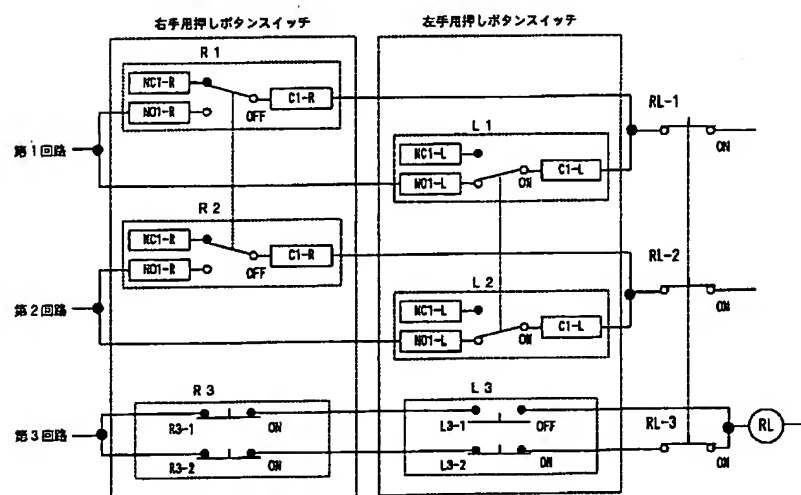 右手用押しボタンスイッチ
左手用押しボタンスイッチ
R1
NC1-R
NO1-R
OFF
C1-R
RL-1
ON
第1回路
L1
NC1-L
NO1-L
ON
C1-L
R2
NC1-R
NO1-R
OFF
C1-R
RL-2
ON
第2回路
L2
NC1-L
NO1-L
ON
C1-L
R3
L3
第3回路
R3-1
ON
L3-1
OFF
RL-3
RL
R3-2
ON
L3-2
ON
ON